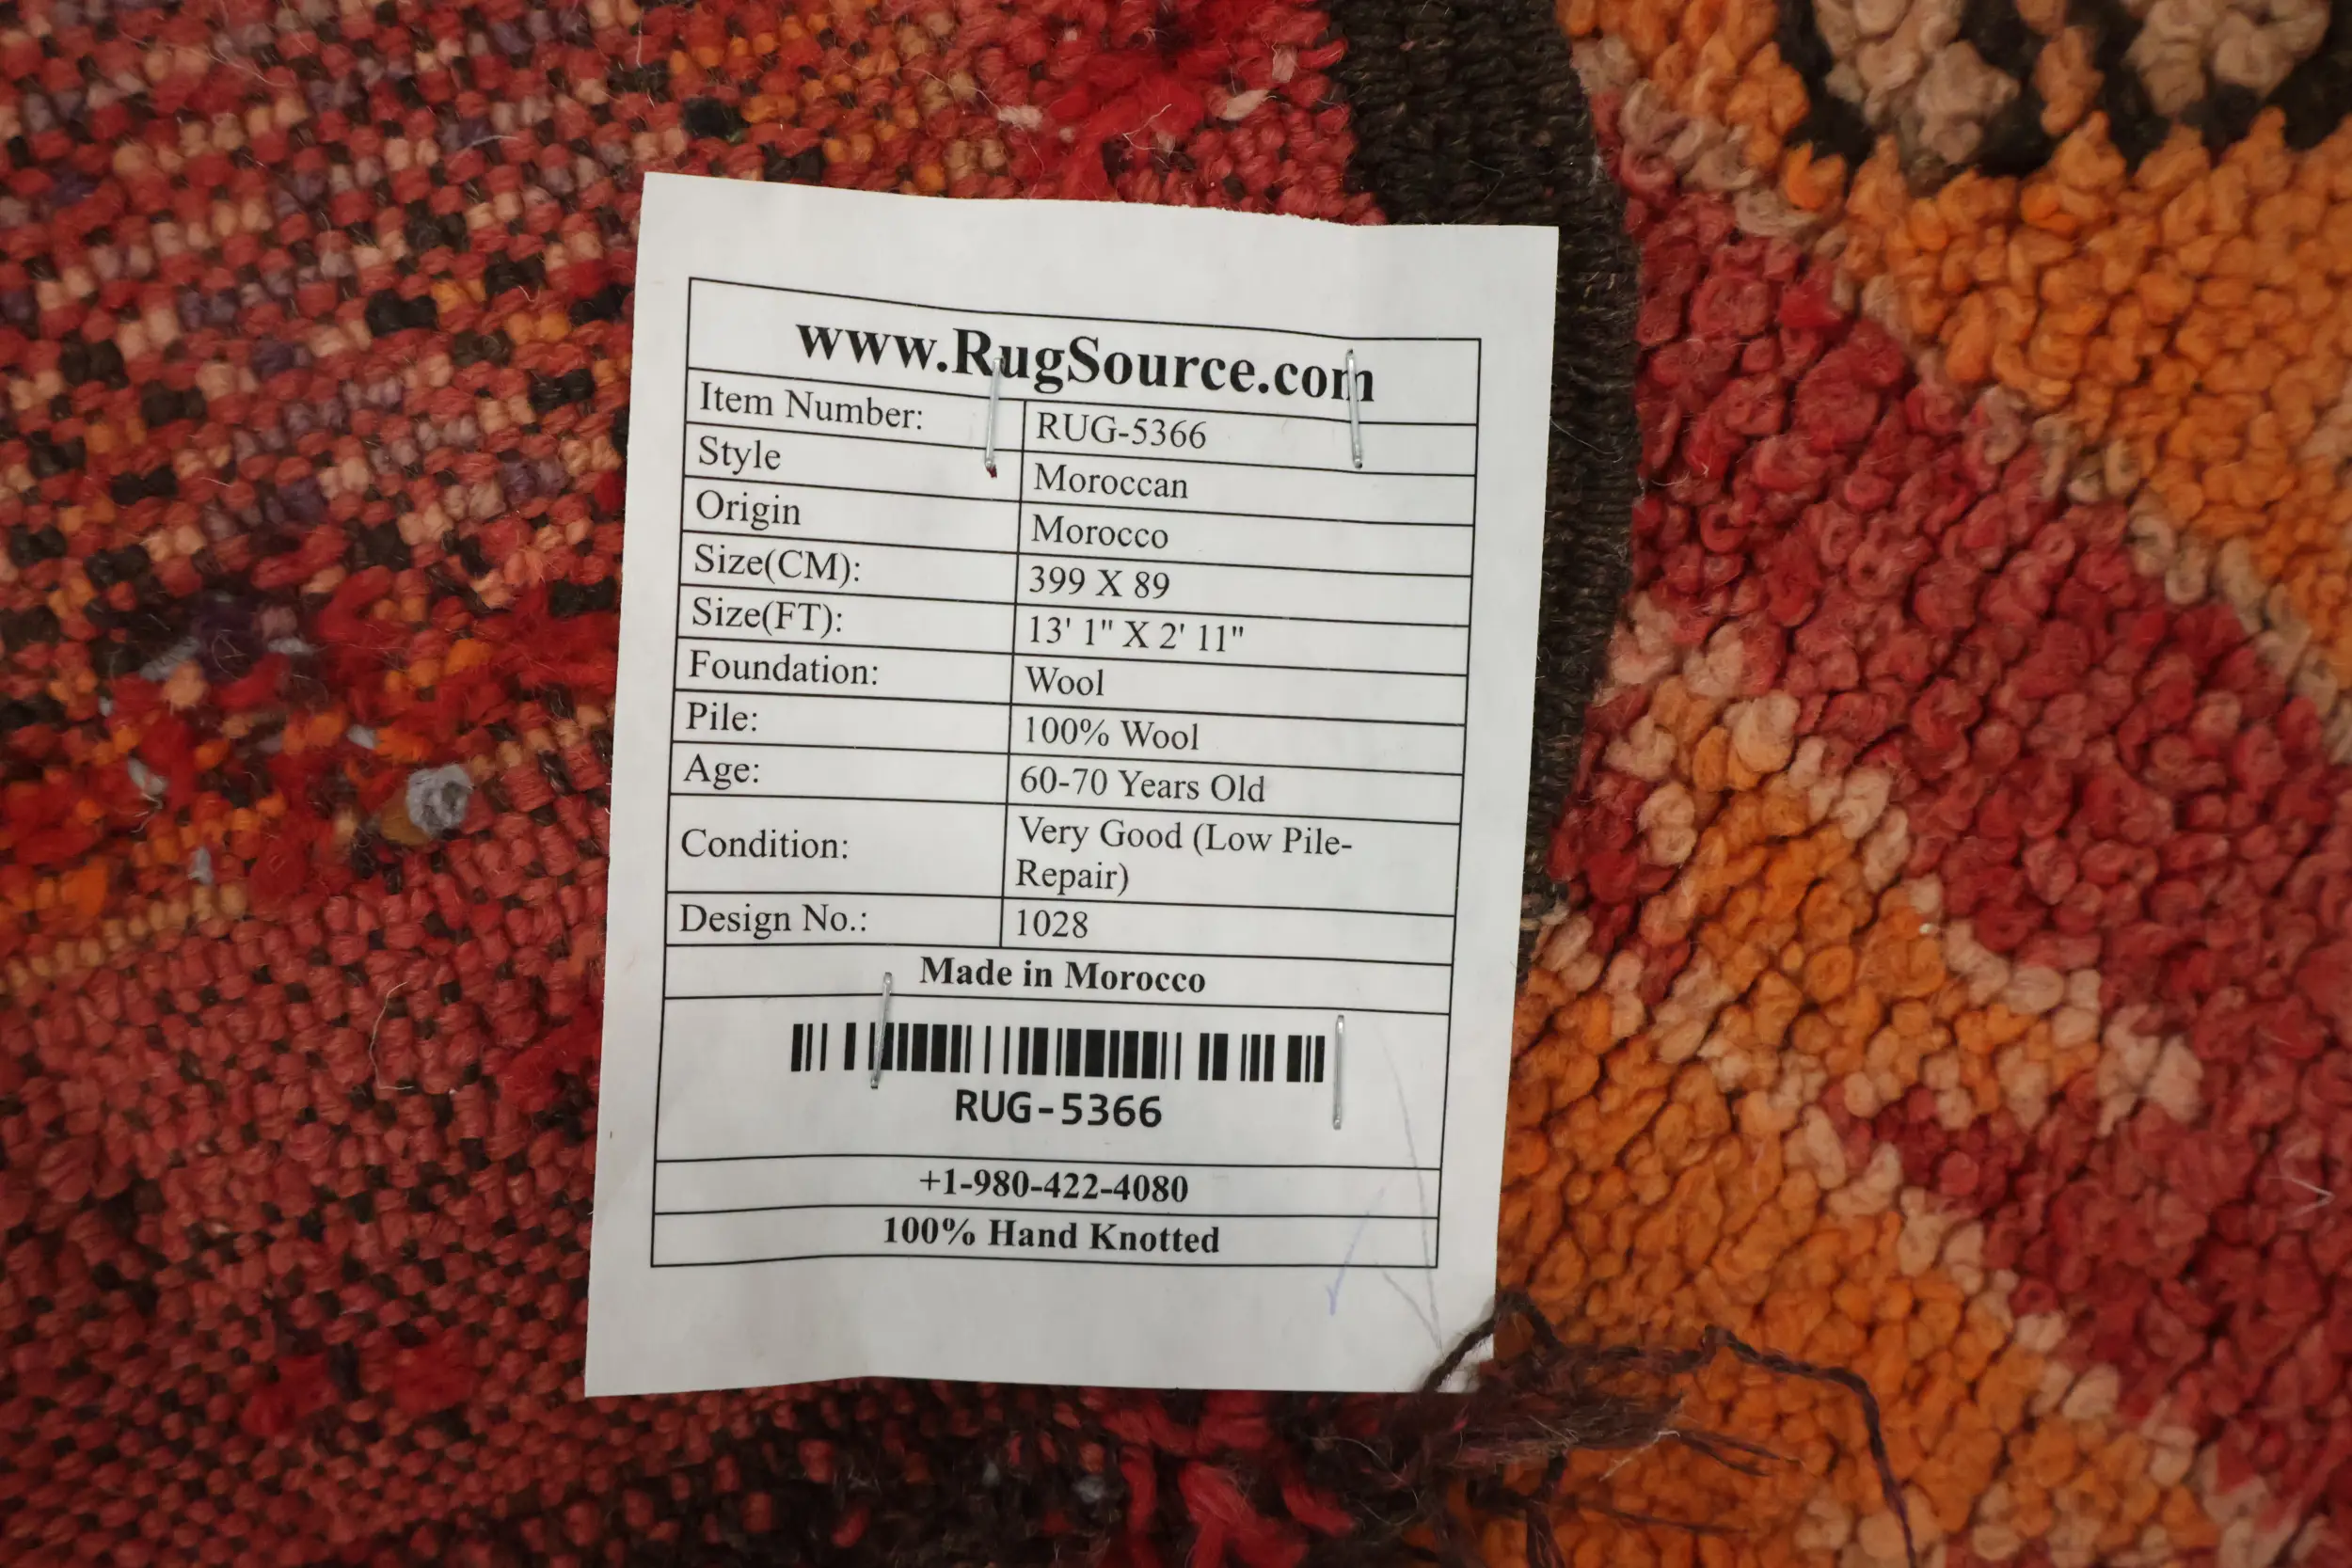 www.RugSource.com
Item Number: RUG-5366
Style Moroccan
Origin Morocco
Size(CM): 399 X 89
Size(FT): 13' 1" X 2' 11"
Foundation: Wool
Pile: 100% Wool
Age: 60-70 Years Old
Condition: Very Good (Low Pile-
Repair)
Design No.: 1028
Made in Morocco
RUG-5366
+1-980-422-4080
100% Hand Knotted